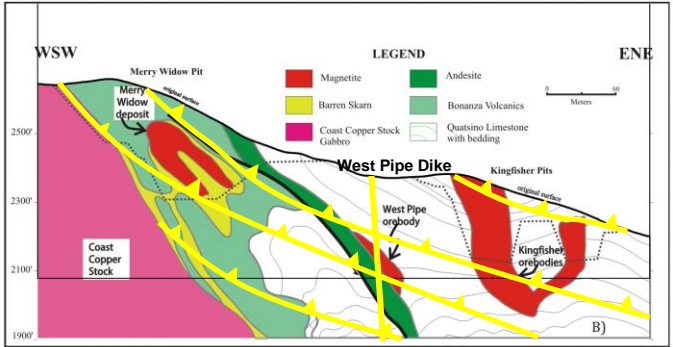 WSW
ENE
Merry Widow Pit
original surface
Merry
Widow
deposit
LEGEND
Magnetite
Andesite
Barren Skarn
Bonanza Volcanics
Coast Copper Stock
Gabbro
Quatsino Limestone
with bedding
0
60
Meters
2500'
2300'
2100'
1900'
West Pipe Dike
Kingfisher Pits
original surface
West Pipe
orebody
Kingfisher
orebodies
Coast
Copper
Stock
B)